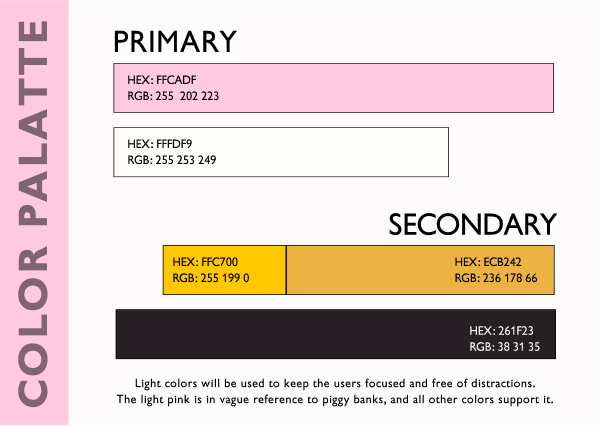 COLOR PALATTE
PRIMARY
HEX: FFCADF
RGB: 255  202 223
HEX: FFFDF9
RGB: 255 253 249
SECONDARY
HEX: FFC700
RGB: 255 199 0
HEX: ECB242
RGB: 236 178 66
HEX: 261F23
RGB: 38 31 35
Light colors will be used to keep the users focused and free of distractions.
The light pink is in vague reference to piggy banks, and all other colors support it.